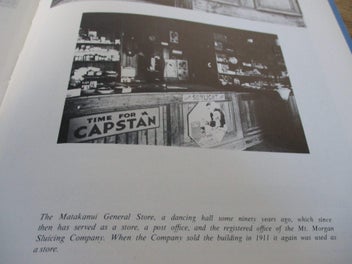 SUNLIGHT
TIME FOR A
CAPSTAN
The Matakanui General Store, a dancing hall some ninety years ago, which since
then has served as a store, a post office, and the registered office of the Mt. Morgan
Sluicing Company. When the Company sold the building in 1911 it again was used as
a store.